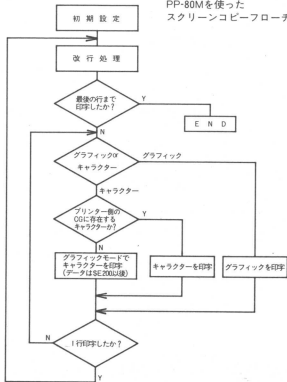 PP-80Mを使った
スクリーンコピーフローチ
初期設定
改行処理
最後の行まで
印字したか?
Y
END
N
グラフィックor
キャラクター
グラフィック
キャラクター
プリンター側の
CGに存在する
キャラクターか?
Y
N
グラフィックモードで
キャラクターを印字
(データは$E200以後)
キャラクターを印字
グラフィックを印字
N
1行印字したか?
Y